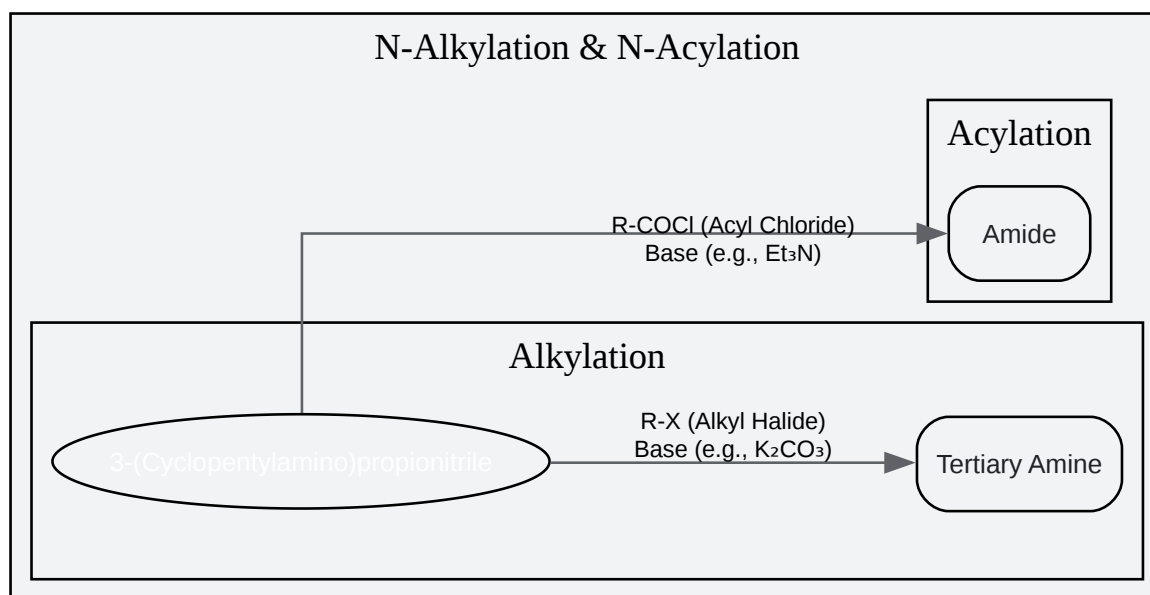 N-Alkylation & N-Acylation
Acylation
R-COCl (Acyl Chloride)
Base (e.g., Et₃N)
Amide
Alkylation
3-(Cyclopentylamino)propionitrile
R-X (Alkyl Halide)
Base (e.g., K₂CO₃)
Tertiary Amine